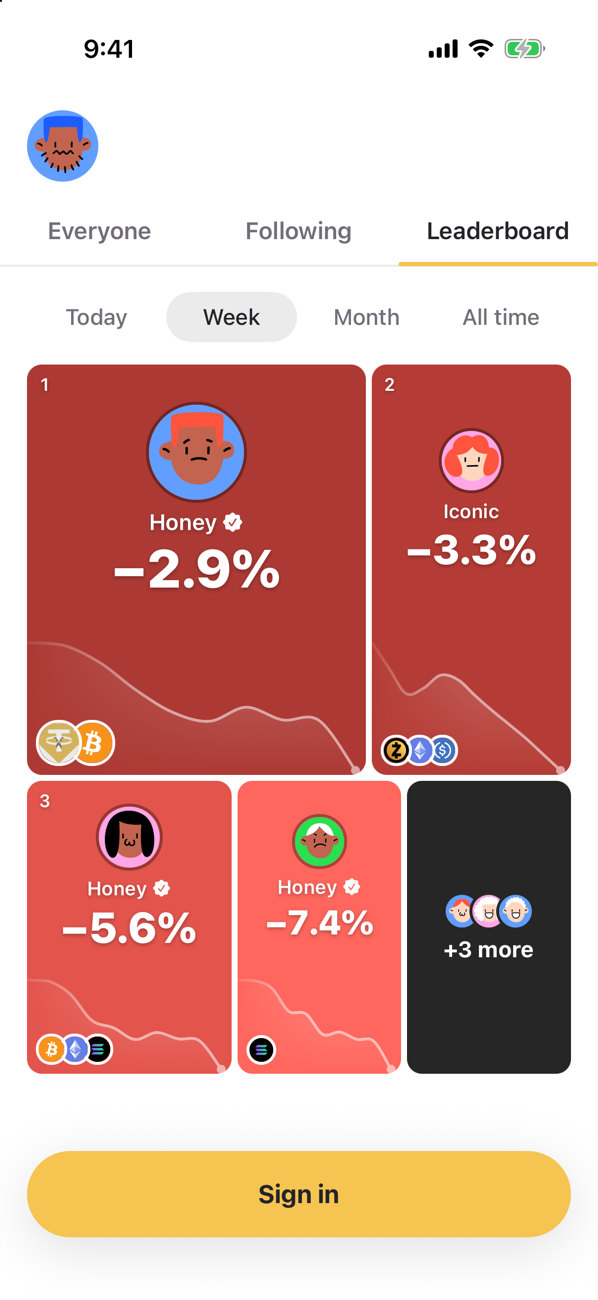 9:41
Everyone
Following
Leaderboard
Today
Week
Month
All time
1
Honey
−2.9%
2
Iconic
−3.3%
3
Honey
−5.6%
Honey
−7.4%
+3 more
Sign in